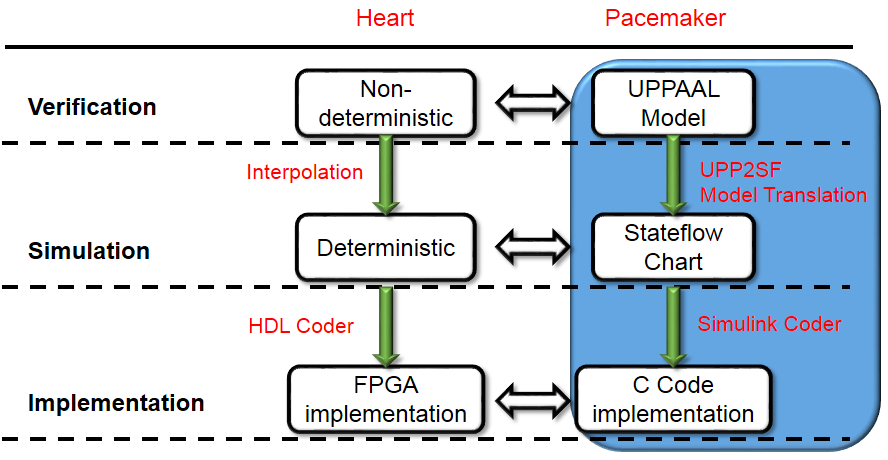 Heart
Pacemaker
Verification
Non-
deterministic
UPPAAL
Model
Interpolation
UPP2SF
Model Translation
Simulation
Deterministic
Stateflow
Chart
HDL Coder
Simulink Coder
Implementation
FPGA
implementation
C Code
implementation